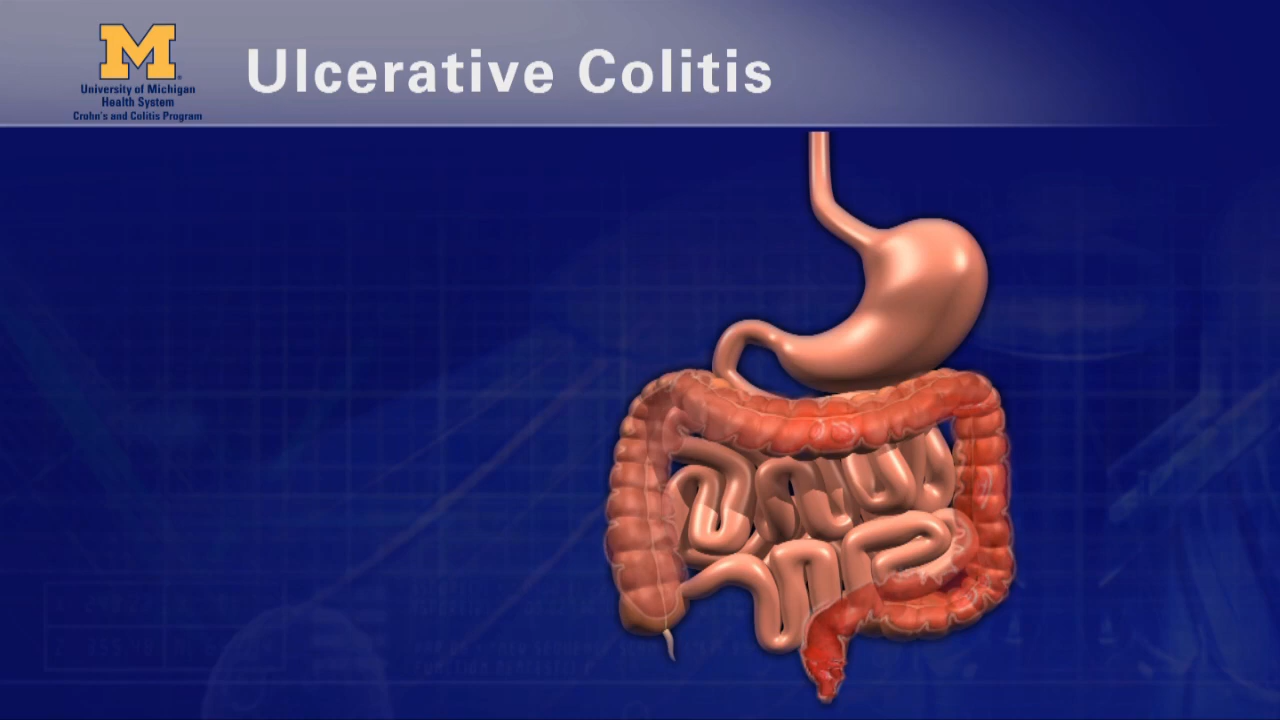 M
University of Michigan
Health System
Crohn's and Colitis Program
Ulcerative Colitis